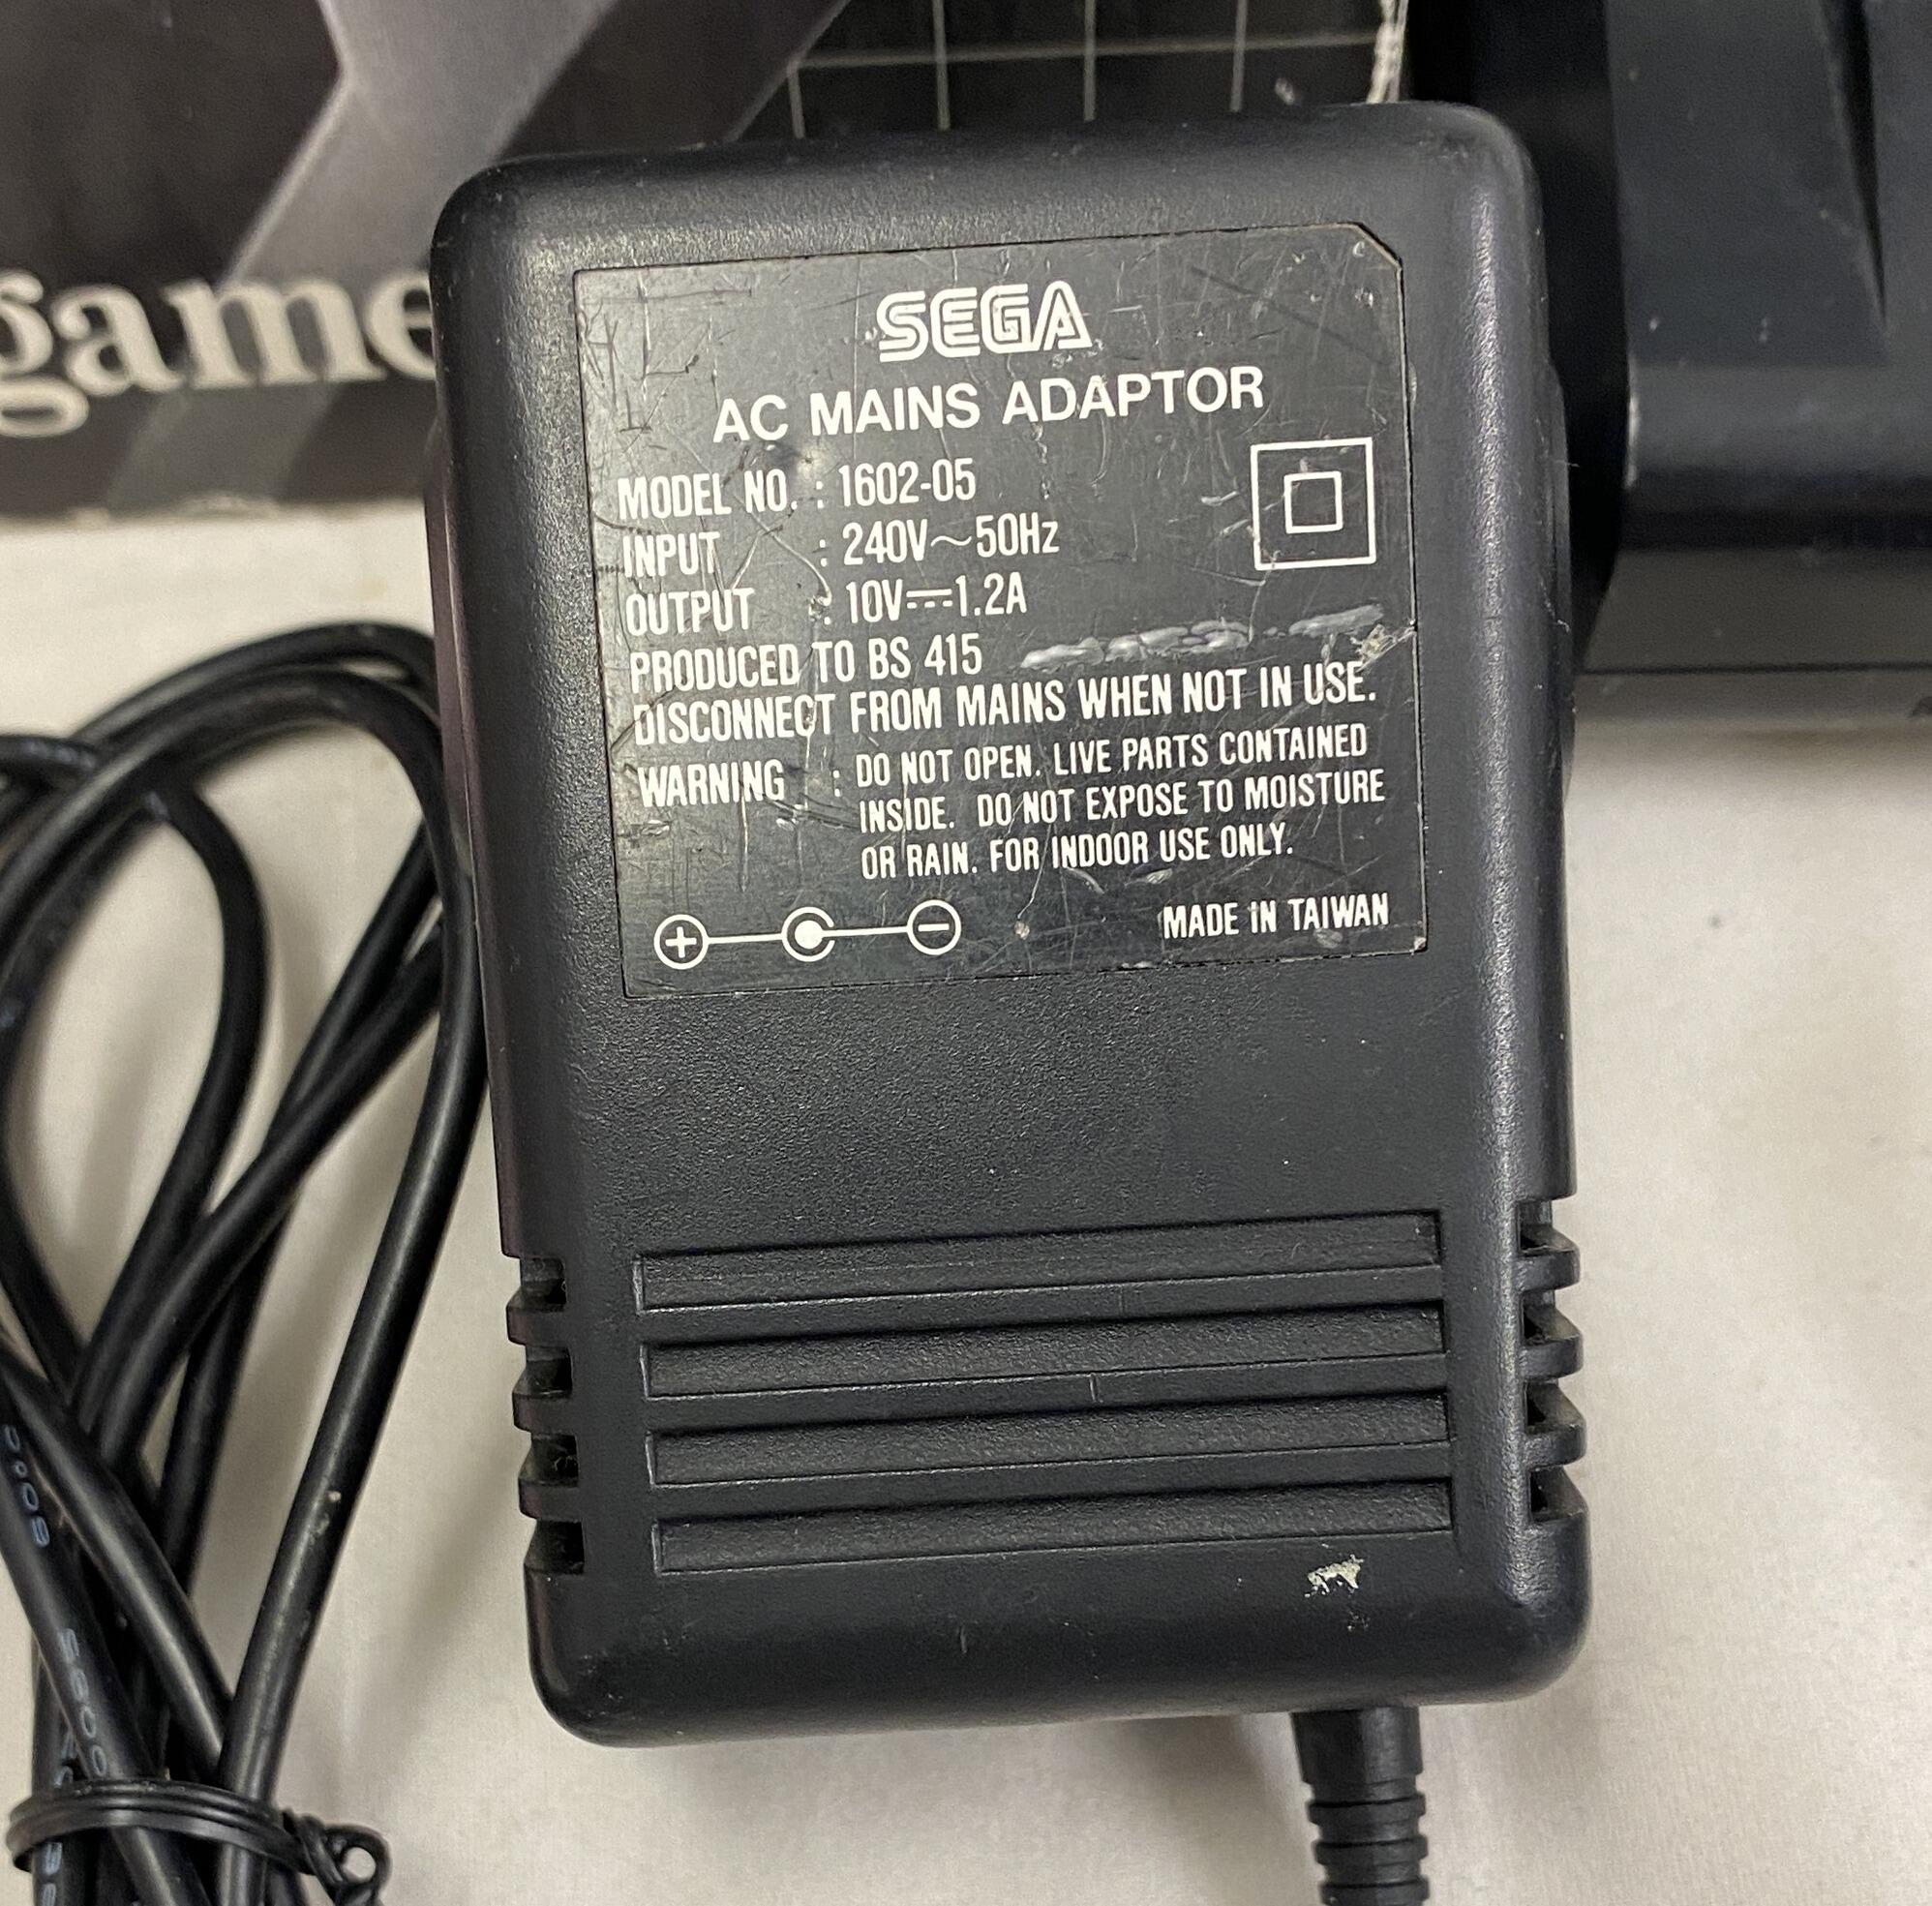 game
SEGA
AC MAINS ADAPTOR
MODEL NO. : 1602-05
INPUT : 240V～50Hz
OUTPUT : 10V⎓1.2A
PRODUCED TO BS 415
DISCONNECT FROM MAINS WHEN NOT IN USE.
WARNING : DO NOT OPEN. LIVE PARTS CONTAINED
INSIDE. DO NOT EXPOSE TO MOISTURE
OR RAIN. FOR INDOOR USE ONLY.
+ −
MADE IN TAIWAN